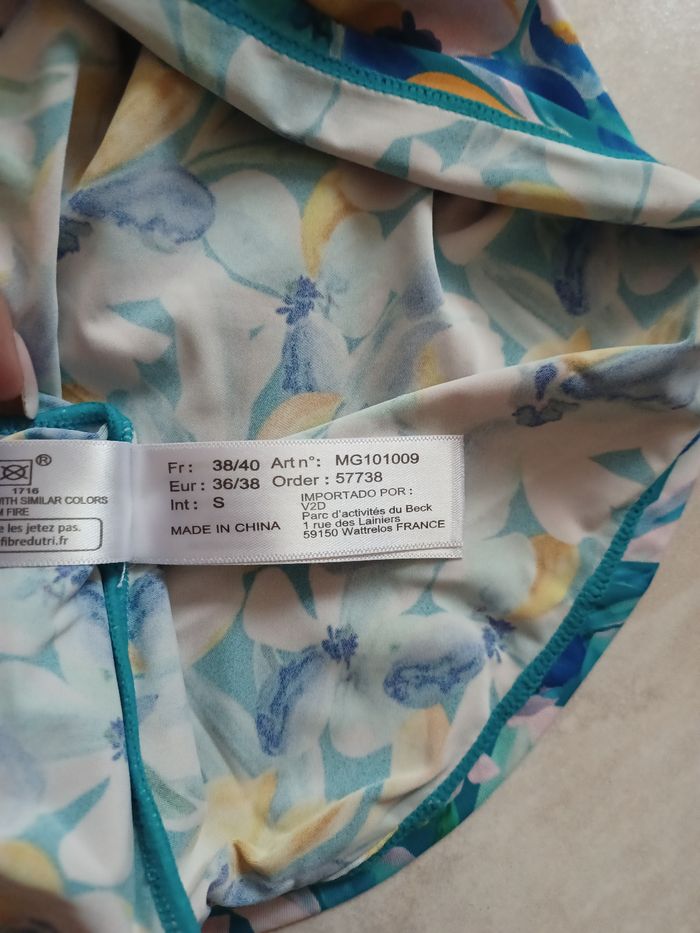 ®
1716
WITH SIMILAR COLORS
M FIRE
e les jetez pas.
fibredutri.fr
Fr : 38/40 Art n° : MG101009
Eur : 36/38 Order : 57738
Int : S
IMPORTADO POR :
V2D
Parc d'activités du Beck
1 rue des Lainiers
59150 Wattrelos FRANCE
MADE IN CHINA